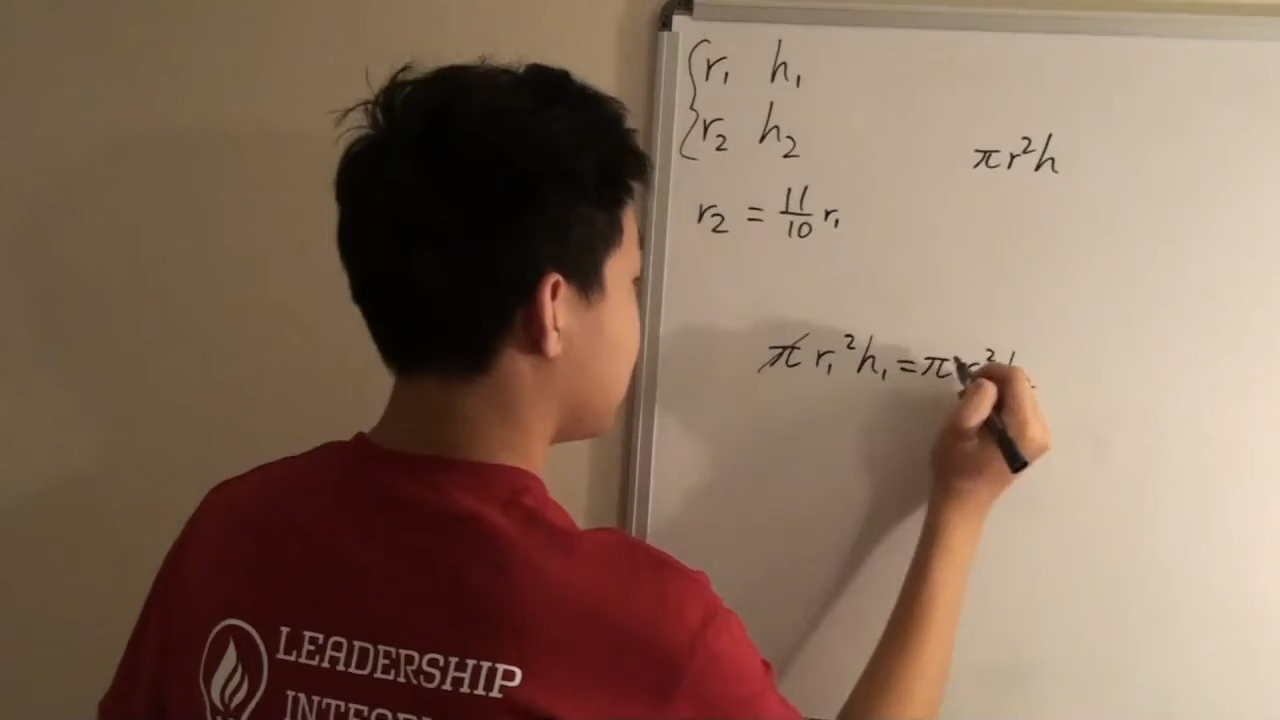 r₁ h₁
r₂ h₂
πr²h
r₂ = 11/10 r₁
πr₁²h₁ = π
LEADERSHIP